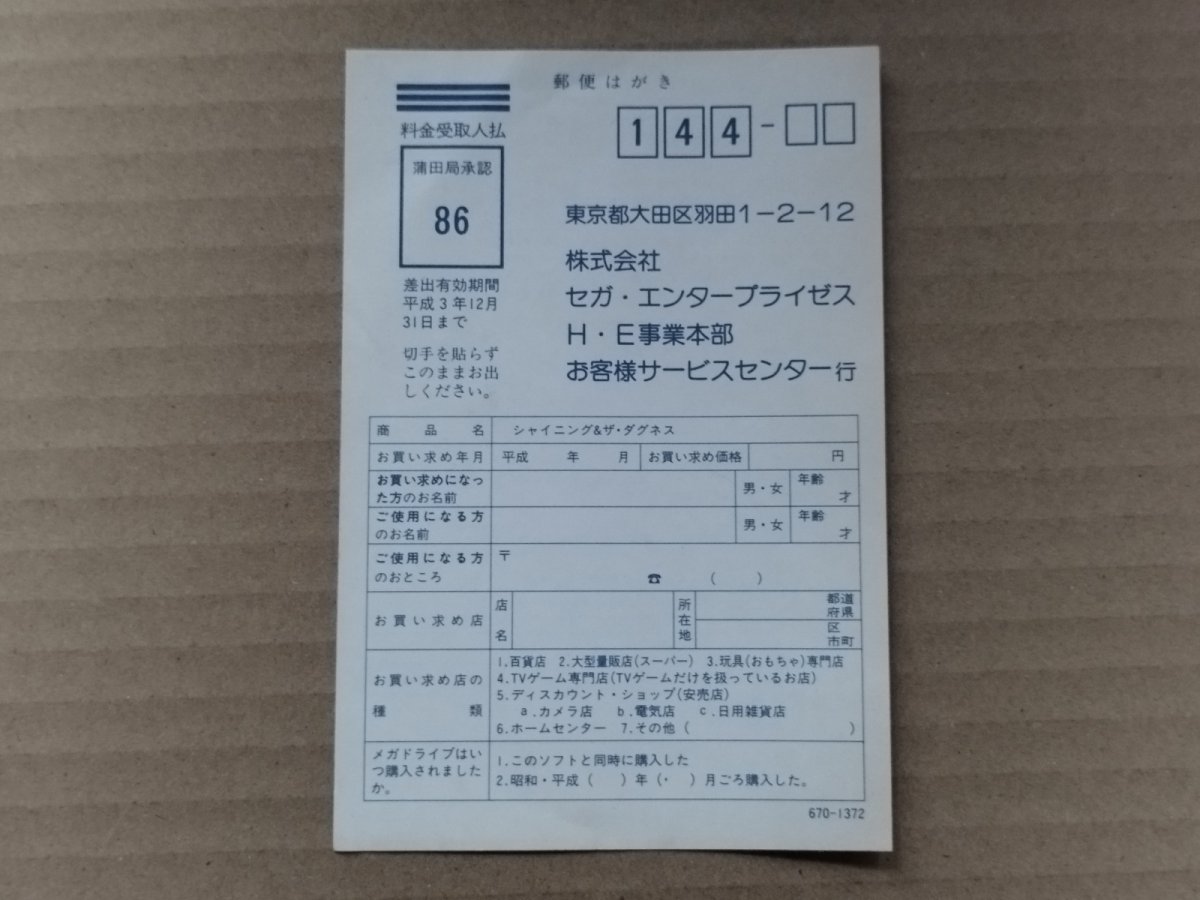 郵便はがき
料金受取人払
蒲田局承認
86
差出有効期間
平成3年12月
31日まで
切手を貼らず
このままお出
しください。
144-
東京都大田区羽田1-2-12
株式会社
セガ・エンタープライゼス
H・E事業本部
お客様サービスセンター行
商品名 シャイニング&ザ・ダグネス
お買い求め年月 平成 年 月 お買い求め価格 円
お買い求めになっ
た方のお名前 男・女 年齢 才
ご使用になる方
のお名前 男・女 年齢 才
ご使用になる方
のおところ 〒 ☎ ( )
お買い求め店 店名 所在地 都道
府県
区
市町
お買い求め店の
種類
1.百貨店 2.大型量販店(スーパー) 3.玩具(おもちゃ)専門店
4.TVゲーム専門店(TVゲームだけを扱っているお店)
5.ディスカウント・ショップ(安売店)
a.カメラ店 b.電気店 c.日用雑貨店
6.ホームセンター 7.その他( )
メガドライブはい
つ購入されました
か。
1.このソフトと同時に購入した
2.昭和・平成( )年(・ )月ごろ購入した。
670-1372